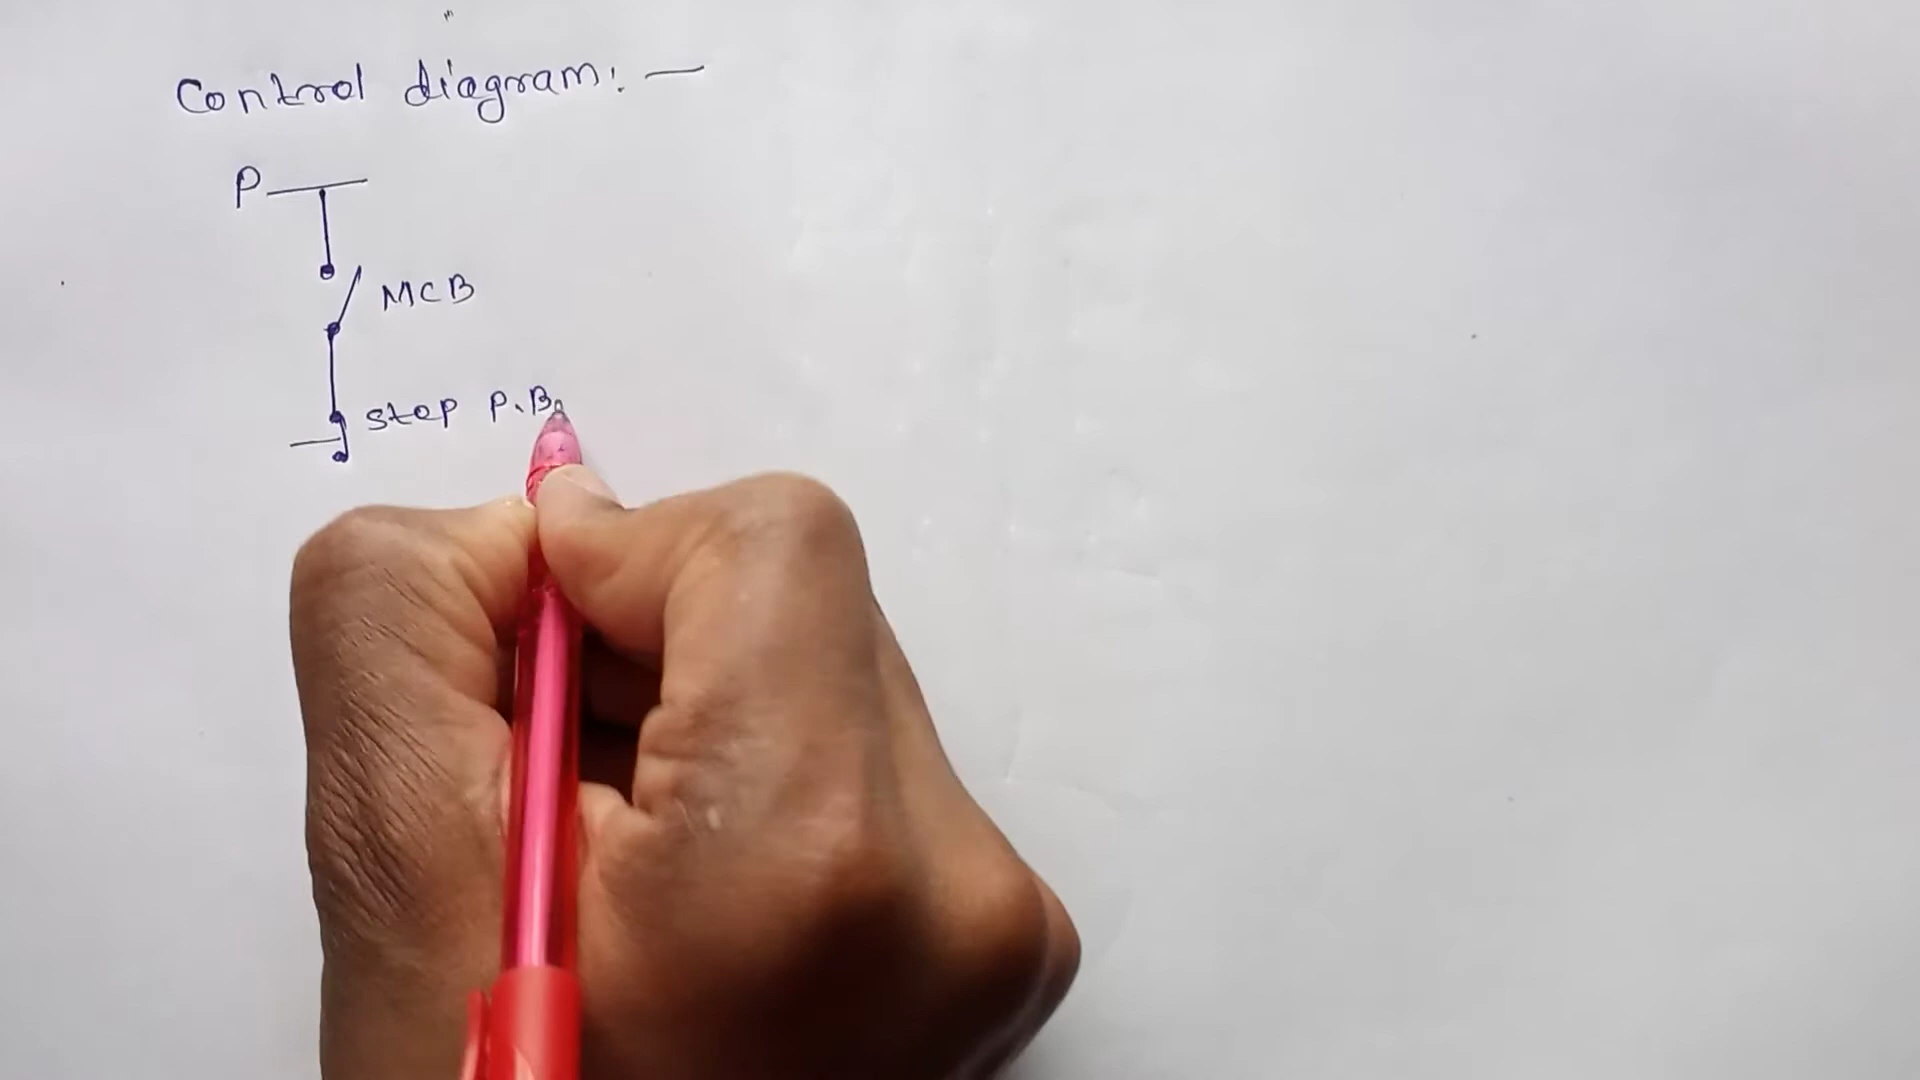 Control diagram: —
P
MCB
stop P.B.